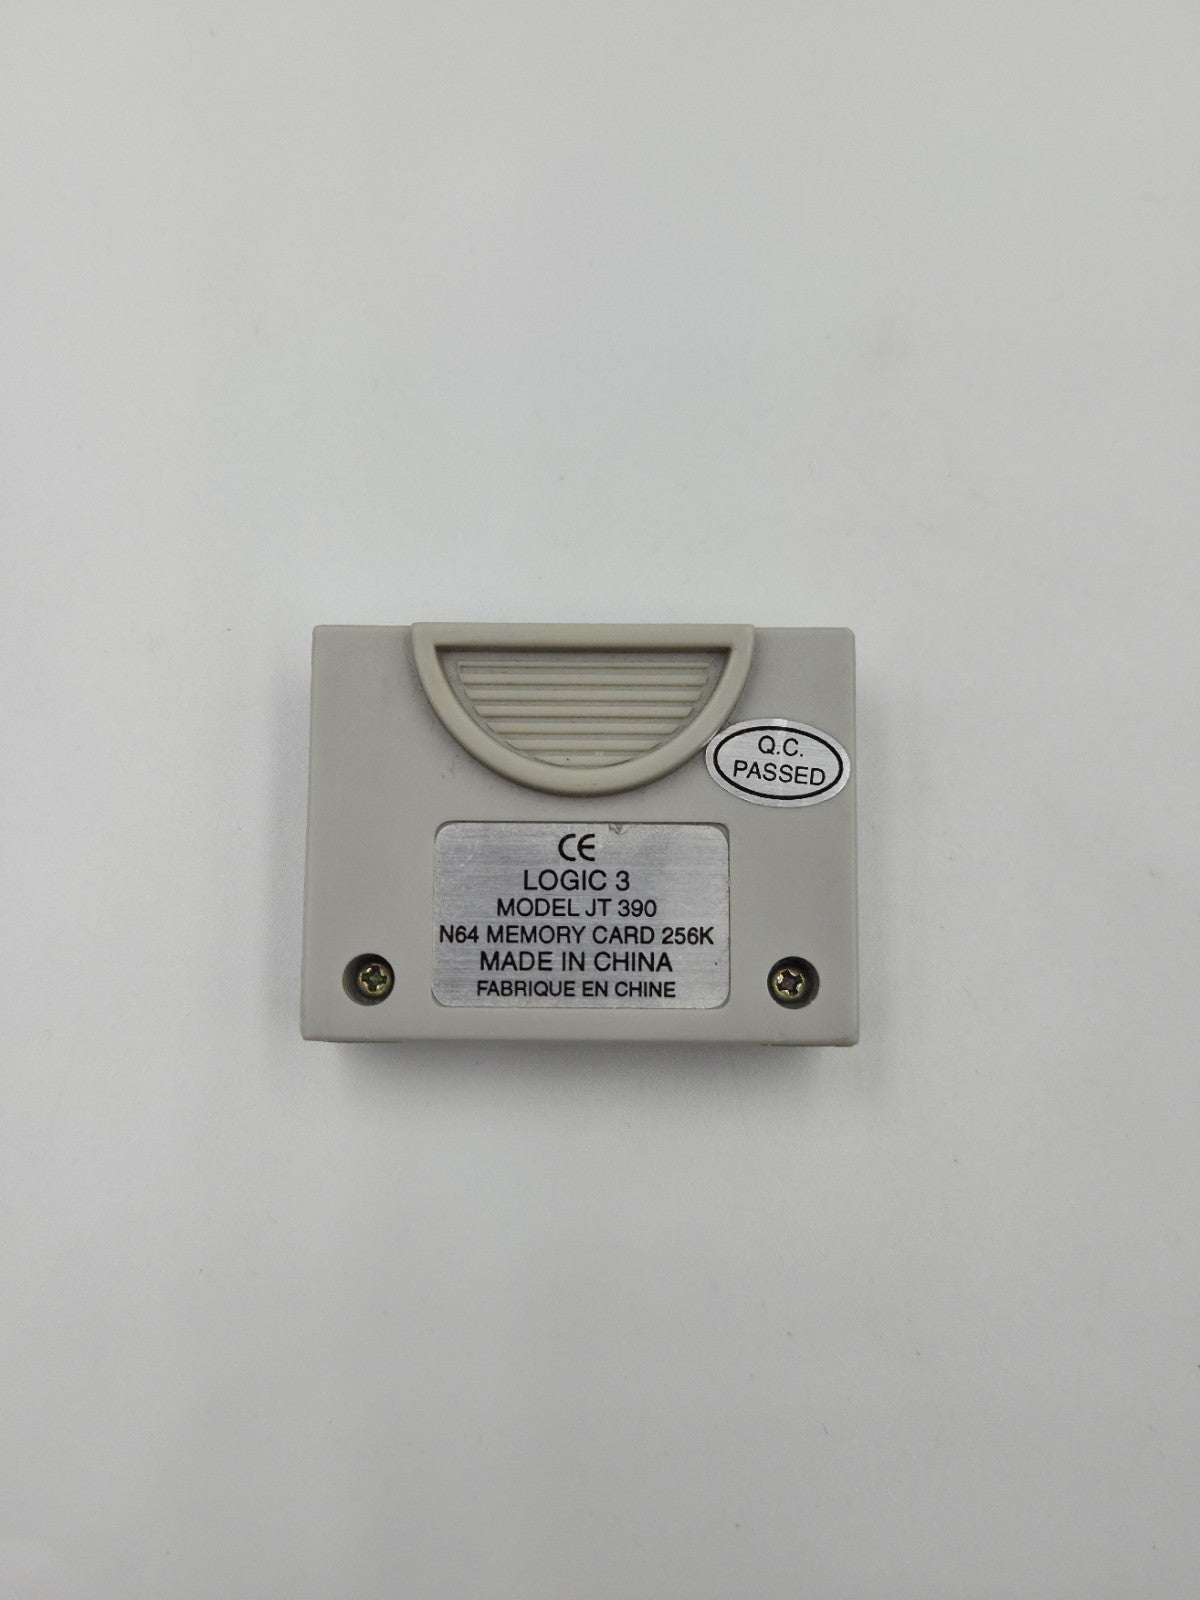 Q.C.
PASSED
CE
LOGIC 3
MODEL JT 390
N64 MEMORY CARD 256K
MADE IN CHINA
FABRIQUE EN CHINE